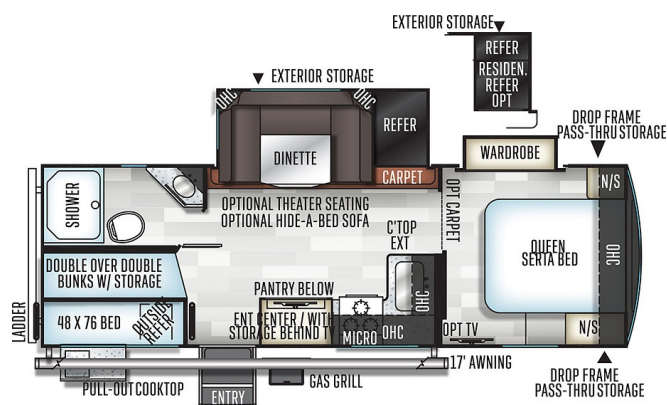 EXTERIOR STORAGE
REFER
RESIDEN.
REFER
OPT
EXTERIOR STORAGE
OHC
OHC
REFER
DINETTE
CARPET
DROP FRAME
PASS-THRU STORAGE
WARDROBE
N/S
SHOWER
OPTIONAL THEATER SEATING
OPTIONAL HIDE-A-BED SOFA
OPT CARPET
C'TOP
EXT
QUEEN
SERTA BED
OHC
DOUBLE OVER DOUBLE
BUNKS W/ STORAGE
PANTRY BELOW
OHC
LADDER
48 X 76 BED
OUTSIDE
REFER
ENT CENTER / WITH
STORAGE BEHIND TV
MICRO
OHC
OPT TV
N/S
17' AWNING
PULL-OUT COOKTOP
ENTRY
GAS GRILL
DROP FRAME
PASS-THRU STORAGE